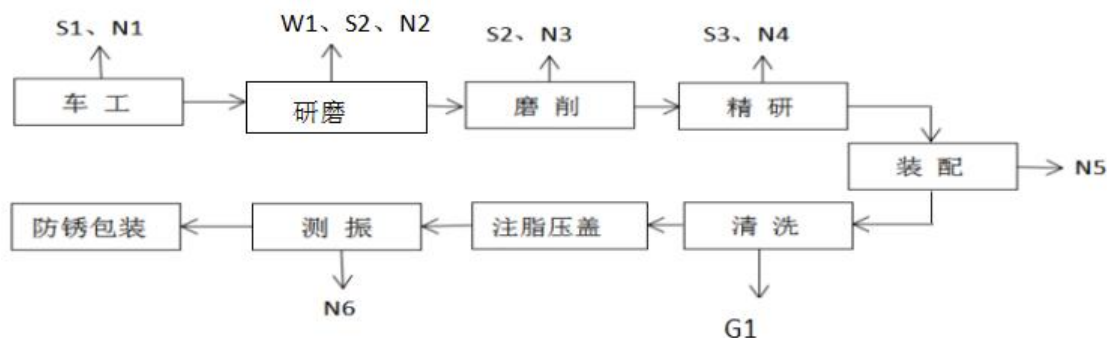 S1、N1
W1、S2、N2
S2、N3
S3、N4
车 工
研磨
磨 削
精 研
装 配
N5
防锈包装
测 振
注脂压盖
清 洗
N6
G1